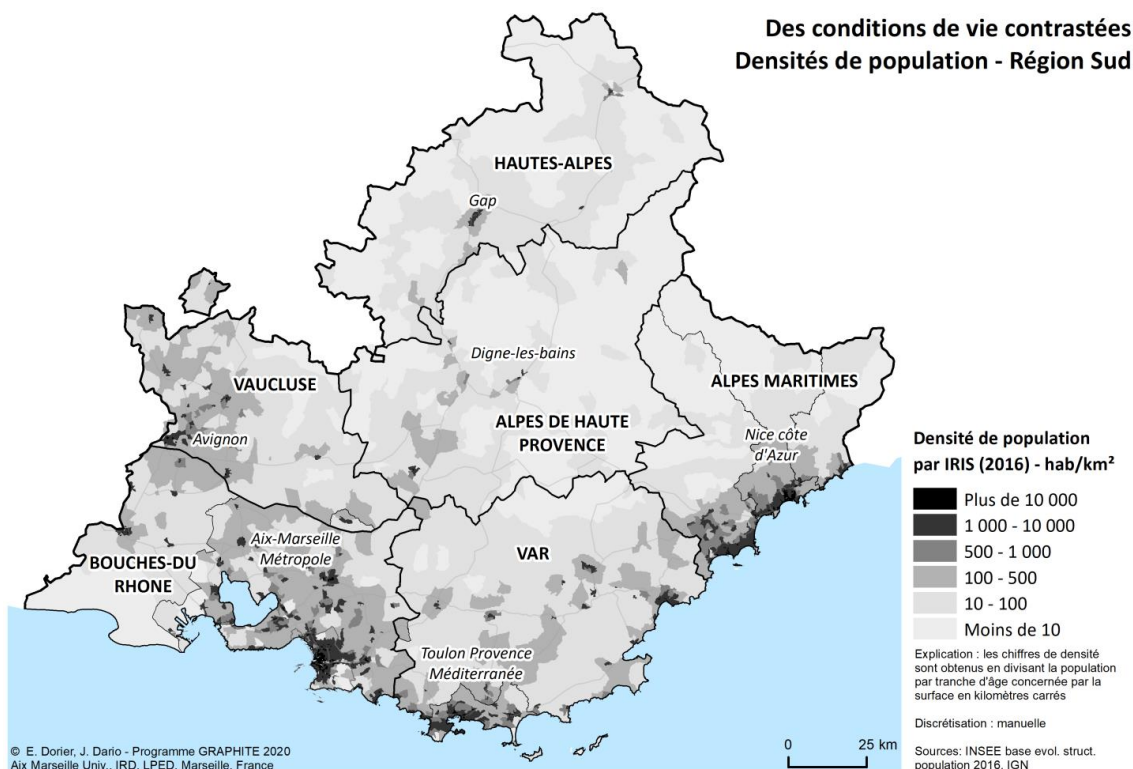 Des conditions de vie contrastées
Densités de population - Région Sud
HAUTES-ALPES
Gap
Digne-les-bains
VAUCLUSE
ALPES MARITIMES
Avignon
ALPES DE HAUTE
PROVENCE
Nice côte
d'Azur
Aix-Marseille
Métropole
VAR
BOUCHES-DU
RHONE
Toulon Provence
Méditerranée
Densité de population
par IRIS (2016) - hab/km²
Plus de 10 000
1 000 - 10 000
500 - 1 000
100 - 500
10 - 100
Moins de 10
Explication : les chiffres de densité
sont obtenus en divisant la population
par tranche d'âge concernée par la
surface en kilomètres carrés
Discrétisation : manuelle
Sources: INSEE base evol. struct.
population 2016, IGN
0 25 km
© E. Dorier, J. Dario - Programme GRAPHITE 2020
Aix Marseille Univ., IRD, LPED, Marseille, France